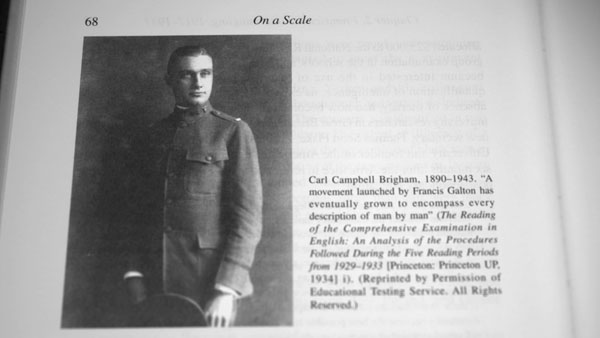 68
On a Scale
Carl Campbell Brigham, 1890–1943. “A
movement launched by Francis Galton has
eventually grown to encompass every
description of man by man” (The Reading
of the Comprehensive Examination in
English: An Analysis of the Procedures
Followed During the Five Reading Periods
from 1929–1933 [Princeton: Princeton UP,
1934] i). (Reprinted by Permission of
Educational Testing Service. All Rights
Reserved.)